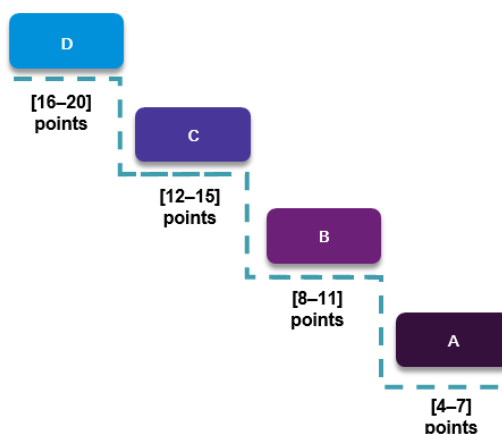 D
[16–20]
points
C
[12–15]
points
B
[8–11]
points
A
[4–7]
points